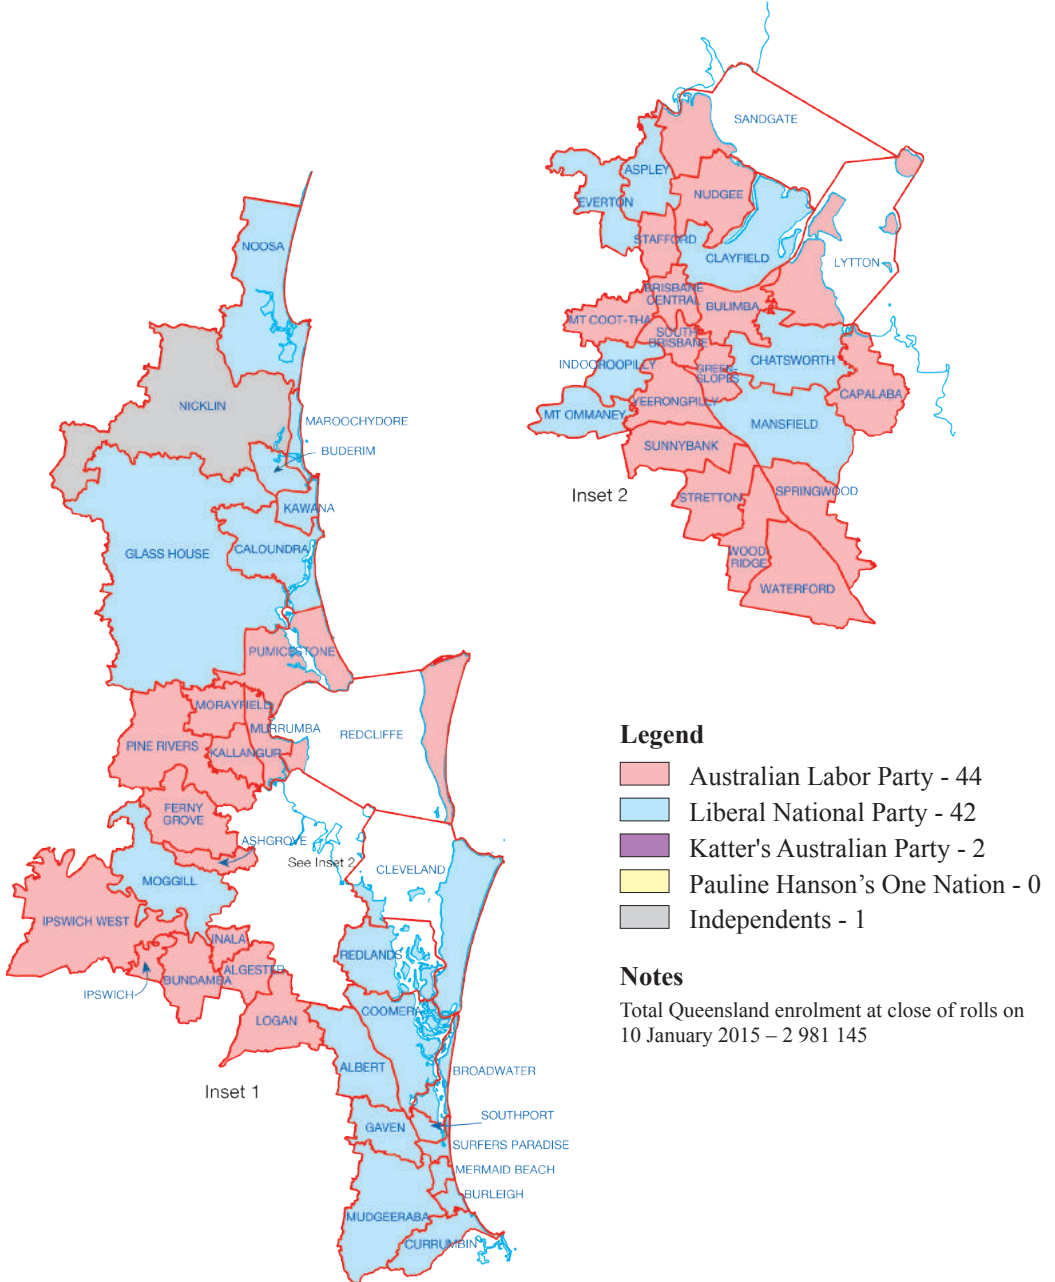 SANDGATE
ASPLEY
NUDGEE
EVERTON
STAFFORD
CLAYFIELD
LYTTON
BRISBANE
CENTRAL
BULIMBA
MT COOT-THA
SOUTH
BRISBANE
INDOOROOPILLY
GREEN-
SLOPES
CHATSWORTH
CAPALABA
YEERONGPILLY
MT OMMANEY
MANSFIELD
SUNNYBANK
STRETTON
SPRINGWOOD
WOOD
RIDGE
WATERFORD
Inset 2
NOOSA
NICKLIN
MAROOCHYDORE
BUDERIM
KAWANA
GLASS HOUSE
CALOUNDRA
PUMICESTONE
MORAYFIELD
MURRUMBA
REDCLIFFE
PINE RIVERS
KALLANGUR
FERNY
GROVE
ASHGROVE
See Inset 2
CLEVELAND
MOGGILL
IPSWICH WEST
INALA
REDLANDS
ALGESTER
BUNDAMBA
IPSWICH
LOGAN
COOMERA
ALBERT
BROADWATER
Inset 1
SOUTHPORT
GAVEN
SURFERS PARADISE
MERMAID BEACH
BURLEIGH
MUDGEERABA
CURRUMBIN
Legend
Australian Labor Party - 44
Liberal National Party - 42
Katter's Australian Party - 2
Pauline Hanson’s One Nation - 0
Independents - 1
Notes
Total Queensland enrolment at close of rolls on
10 January 2015 – 2 981 145